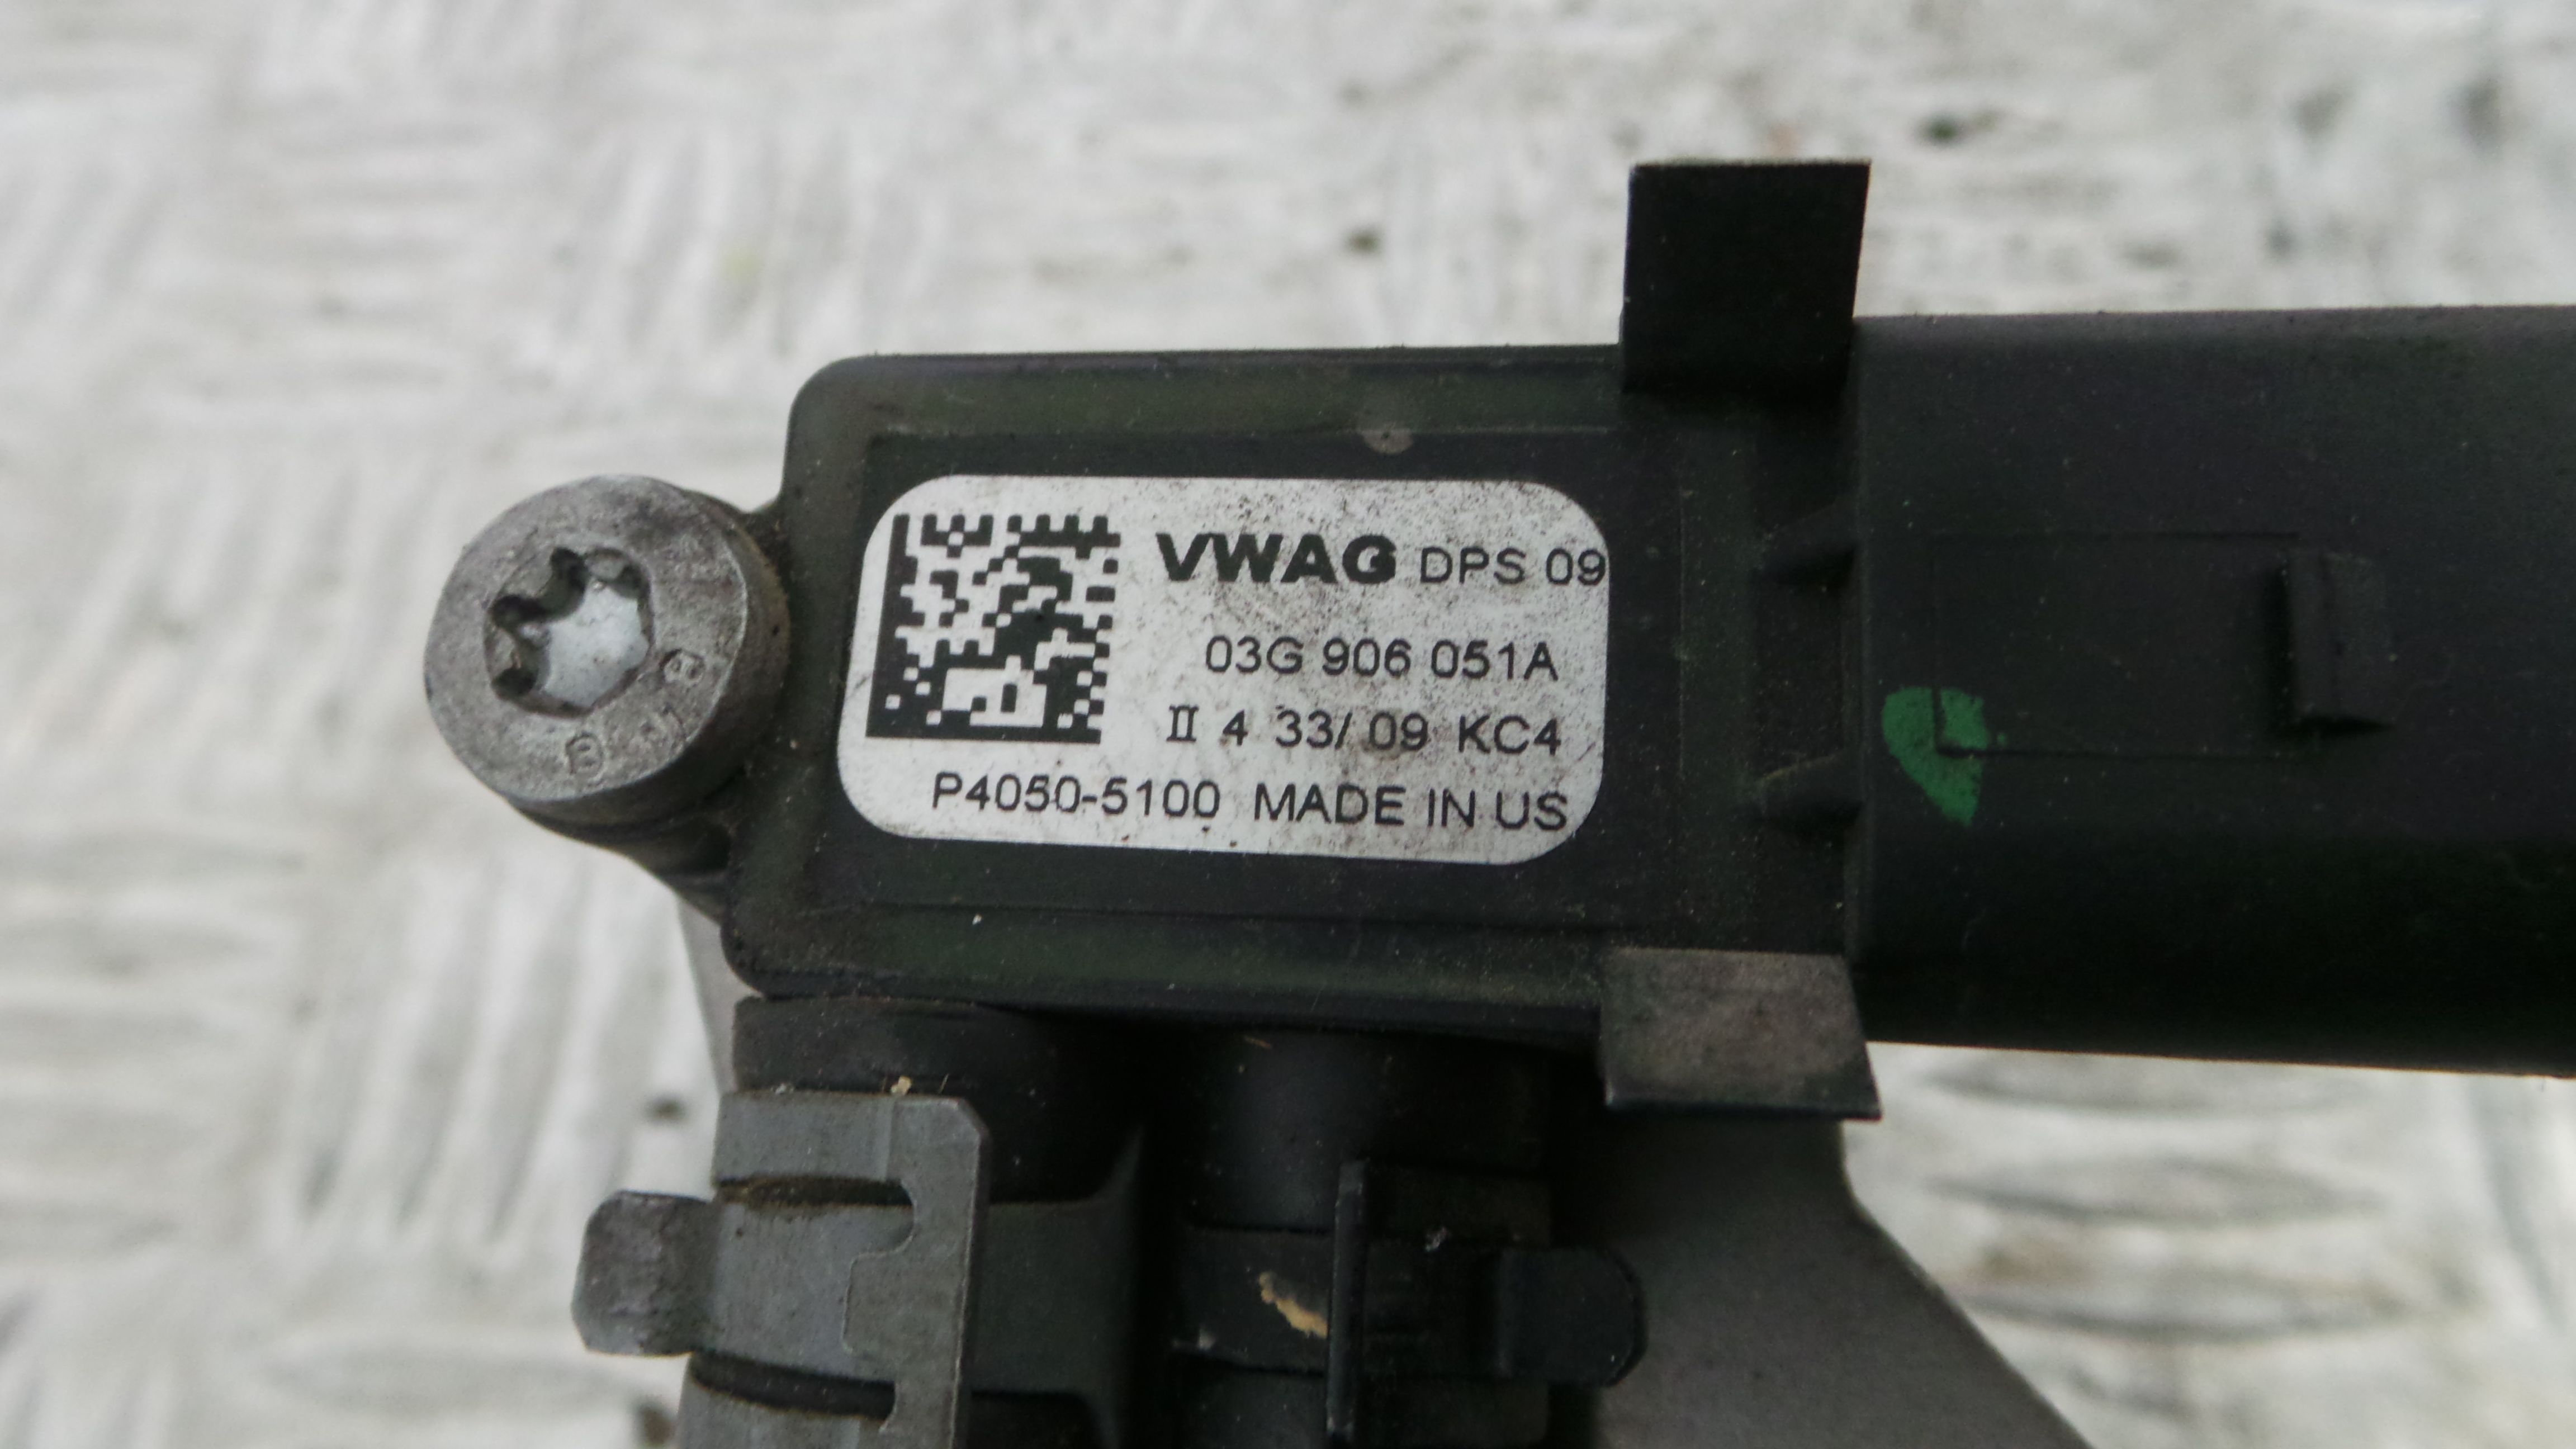 VWAG DPS 09
03G 906 051A
II 4 33/ 09 KC4
P4050-5100 MADE IN US